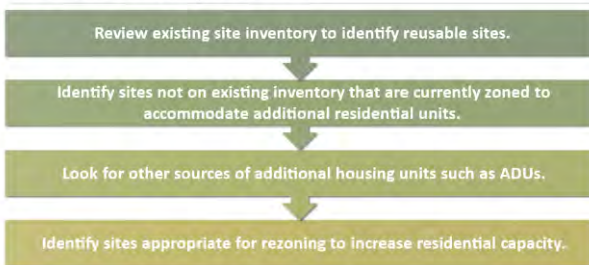 Review existing site inventory to identify reusable sites.
Identify sites not on existing inventory that are currently zoned to
accommodate additional residential units.
Look for other sources of additional housing units such as ADUs.
Identify sites appropriate for rezoning to increase residential capacity.